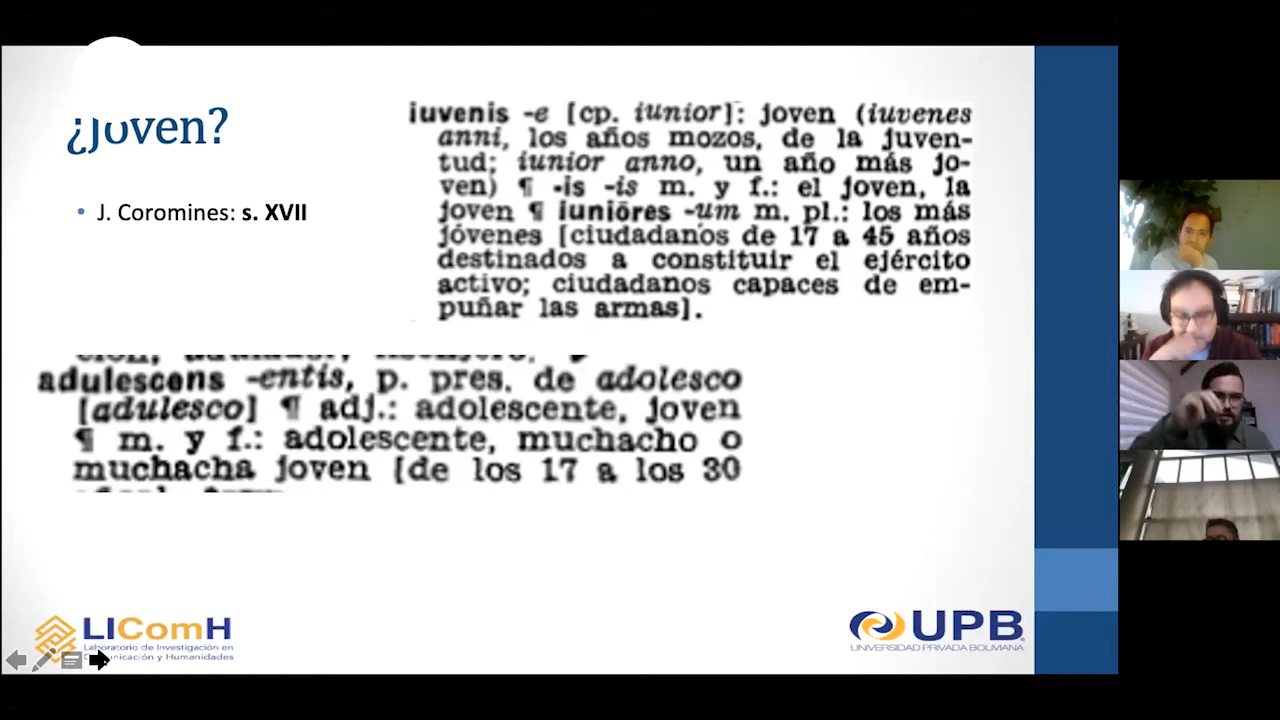 ¿Joven?
• J. Coromines: s. XVII
iuvenis -e [cp. iunior]: joven (iuvenes
anni, los años mozos, de la juven-
tud; iunior anno, un año más jo-
ven) ¶ -is -is m. y f.: el joven, la
joven ¶ iuniōres -um m. pl.: los más
jóvenes [ciudadanos de 17 a 45 años
destinados a constituir el ejército
activo; ciudadanos capaces de em-
puñar las armas].
adulescens -entis, p. pres. de adolesco
[adulesco] ¶ adj.: adolescente, joven
¶ m. y f.: adolescente, muchacho o
muchacha joven [de los 17 a los 30
LIComH
Laboratorio de Investigación en
Humanidades
UPB
UNIVERSIDAD PRIVADA BOLIVIANA